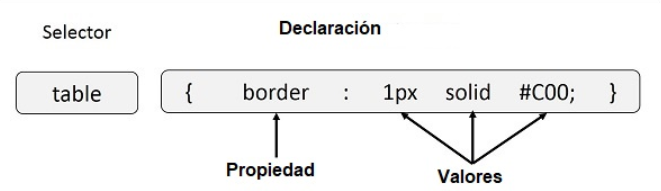 Selector Declaración
table { border : 1px solid #C00; }
Propiedad Valores